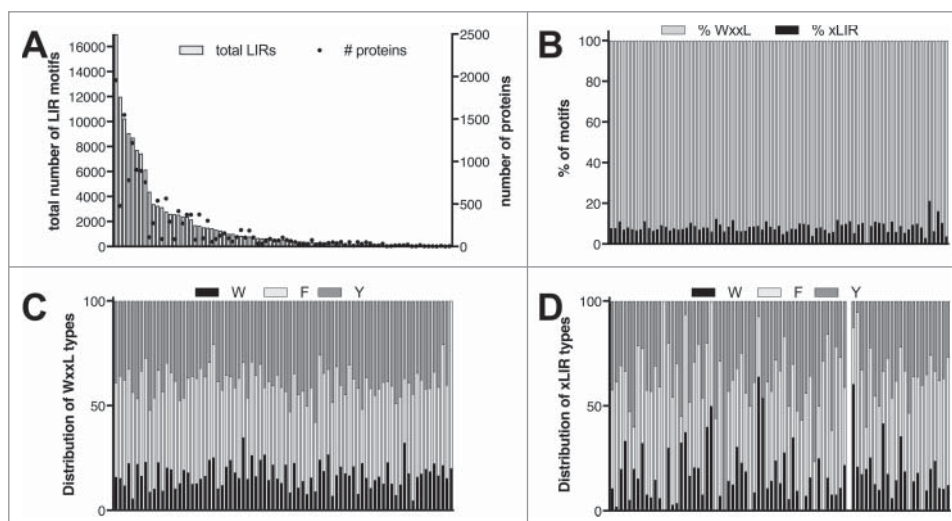 A
total LIRs
# proteins
total number of LIR motifs
16000
14000
12000
10000
8000
6000
4000
2000
0
2500
2000
1500
1000
500
0
number of proteins
B
% WxxL
% xLIR
% of motifs
100
80
60
40
20
0
C
W
F
Y
Distribution of WxxL types
100
50
0
D
W
F
Y
Distribution of xLIR types
100
50
0